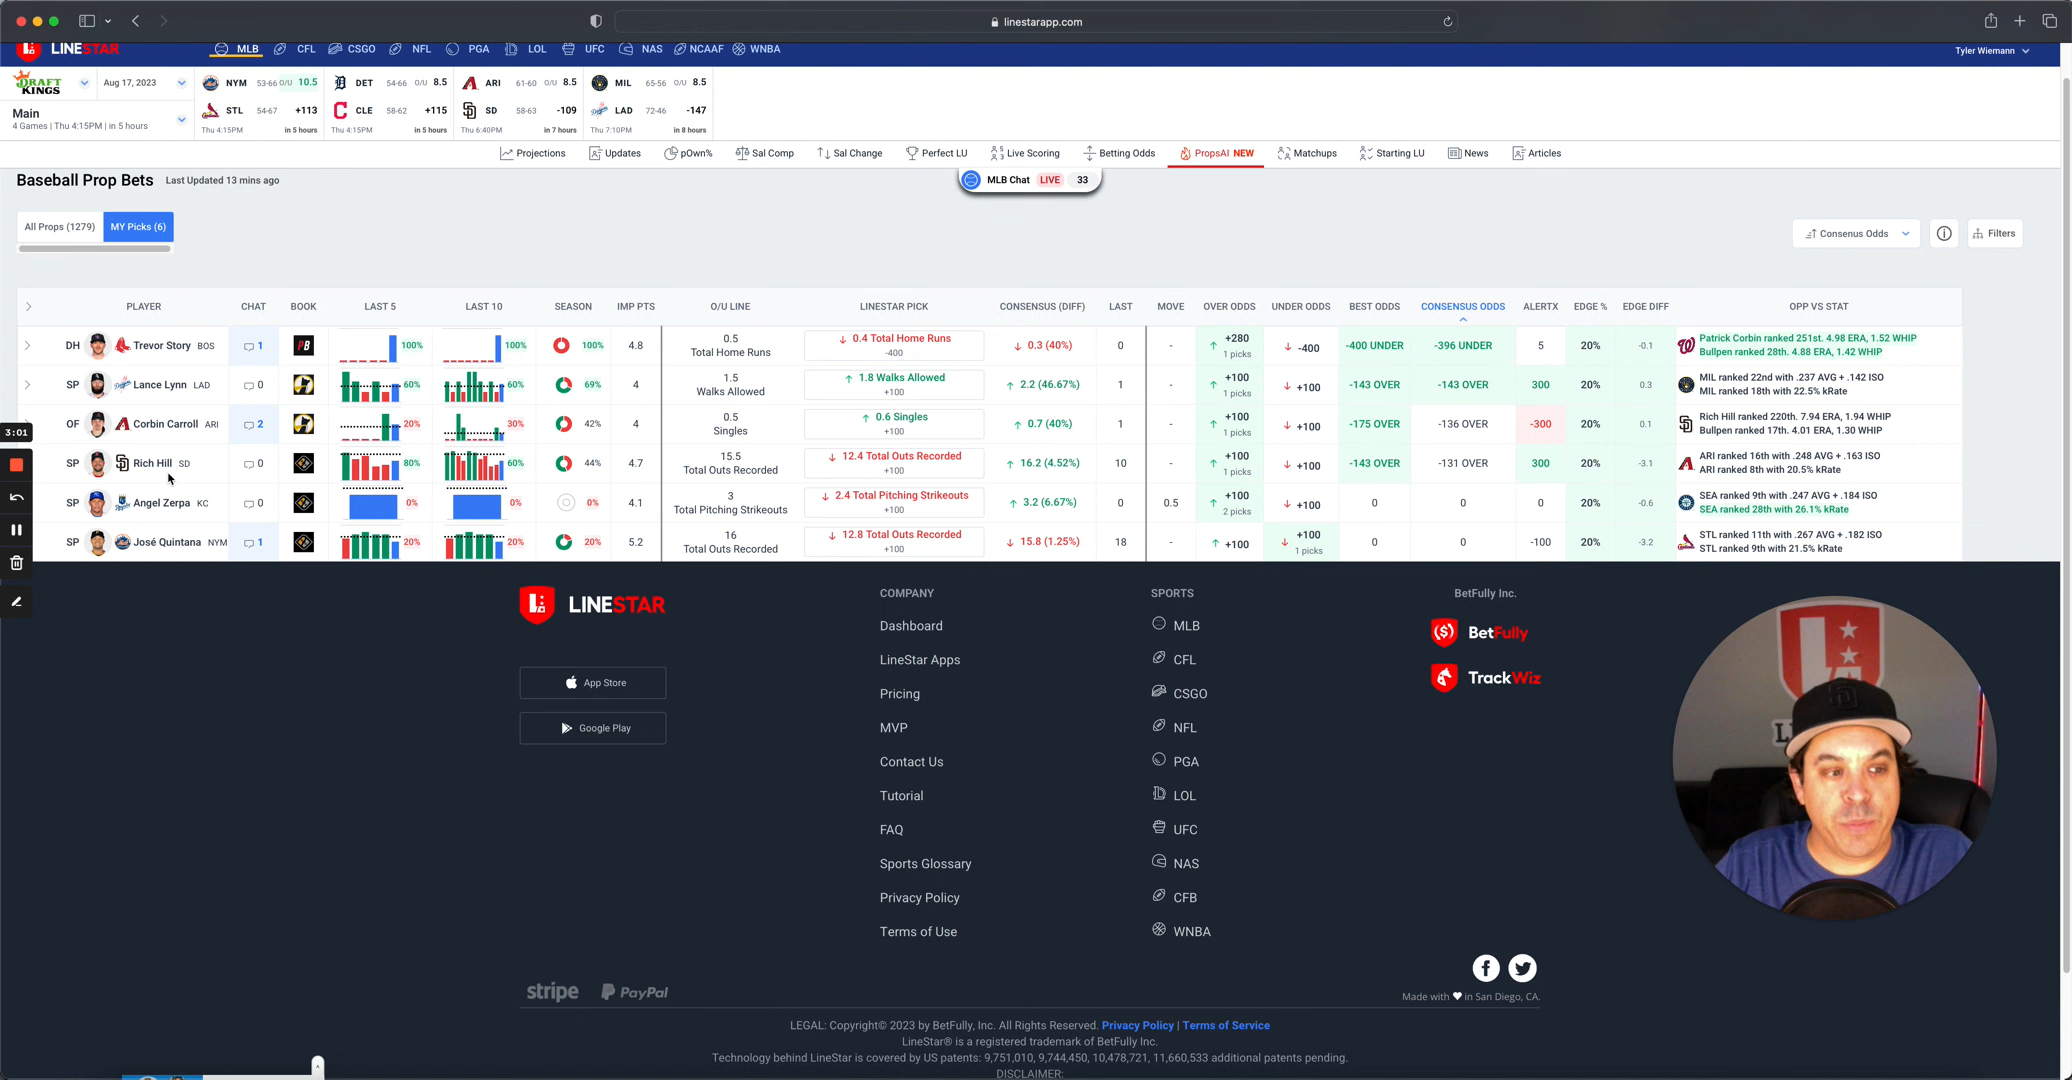 linestarapp.com
LINESTAR MLB CFL CSGO NFL PGA LOL UFC NAS NCAAF WNBA Tyler Wiemann
DRAFT KINGS Aug 17, 2023
Main
4 Games | Thu 4:15PM | in 5 hours
NYM 53-66 O/U 10.5
STL 54-67 +113
Thu 4:15PM in 5 hours
DET 54-66 O/U 8.5
CLE 58-62 +115
Thu 4:15PM in 5 hours
ARI 61-60 O/U 8.5
SD 58-63 -109
Thu 6:40PM in 7 hours
MIL 65-56 O/U 8.5
LAD 72-46 -147
Thu 7:10PM in 8 hours
Projections Updates pOwn% Sal Comp Sal Change Perfect LU Live Scoring Betting Odds PropsAI NEW Matchups Starting LU News Articles
Baseball Prop Bets Last Updated 13 mins ago
MLB Chat LIVE 33
All Props (1279) MY Picks (6)
Consenus Odds Filters
PLAYER CHAT BOOK LAST 5 LAST 10 SEASON IMP PTS O/U LINE LINESTAR PICK CONSENSUS (DIFF) LAST MOVE OVER ODDS UNDER ODDS BEST ODDS CONSENSUS ODDS ALERTX EDGE % EDGE DIFF OPP VS STAT
DH Trevor Story BOS 1 PB 100% 100% 100% 4.8 0.5 Total Home Runs 0.4 Total Home Runs -400 0.3 (40%) 0 - +280 1 picks -400 -400 UNDER -396 UNDER 5 20% -0.1 Patrick Corbin ranked 251st. 4.98 ERA, 1.52 WHIP
Bullpen ranked 28th. 4.88 ERA, 1.42 WHIP
SP Lance Lynn LAD 0 60% 60% 69% 4 1.5 Walks Allowed 1.8 Walks Allowed +100 2.2 (46.67%) 1 - +100 1 picks +100 -143 OVER -143 OVER 300 20% 0.3 MIL ranked 22nd with .237 AVG + .142 ISO
MIL ranked 18th with 22.5% kRate
OF Corbin Carroll ARI 2 20% 30% 42% 4 0.5 Singles 0.6 Singles +100 0.7 (40%) 1 - +100 1 picks +100 -175 OVER -136 OVER -300 20% 0.1 Rich Hill ranked 220th. 7.94 ERA, 1.94 WHIP
Bullpen ranked 17th. 4.01 ERA, 1.30 WHIP
3:01
SP Rich Hill SD 0 80% 60% 44% 4.7 15.5 Total Outs Recorded 12.4 Total Outs Recorded +100 16.2 (4.52%) 10 - +100 1 picks +100 -143 OVER -131 OVER 300 20% -3.1 ARI ranked 16th with .248 AVG + .163 ISO
ARI ranked 8th with 20.5% kRate
SP Angel Zerpa KC 0 0% 0% 0% 4.1 3 Total Pitching Strikeouts 2.4 Total Pitching Strikeouts +100 3.2 (6.67%) 0 0.5 +100 2 picks +100 0 0 0 20% -0.6 SEA ranked 9th with .247 AVG + .184 ISO
SEA ranked 28th with 26.1% kRate
SP José Quintana NYM 1 20% 20% 20% 5.2 16 Total Outs Recorded 12.8 Total Outs Recorded +100 15.8 (1.25%) 18 - +100 +100 1 picks 0 0 -100 20% -3.2 STL ranked 11th with .267 AVG + .182 ISO
STL ranked 9th with 21.5% kRate
LINESTAR
App Store
Google Play
COMPANY
Dashboard
LineStar Apps
Pricing
MVP
Contact Us
Tutorial
FAQ
Sports Glossary
Privacy Policy
Terms of Use
SPORTS
MLB
CFL
CSGO
NFL
PGA
LOL
UFC
NAS
CFB
WNBA
BetFully Inc.
BetFully
TrackWiz
stripe PayPal
Made with ❤ in San Diego, CA.
LEGAL: Copyright© 2023 by BetFully, Inc. All Rights Reserved. Privacy Policy | Terms of Service
LineStar® is a registered trademark of BetFully Inc.
Technology behind LineStar is covered by US patents: 9,751,010, 9,744,450, 10,478,721, 11,660,533 additional patents pending.
DISCLAIMER: